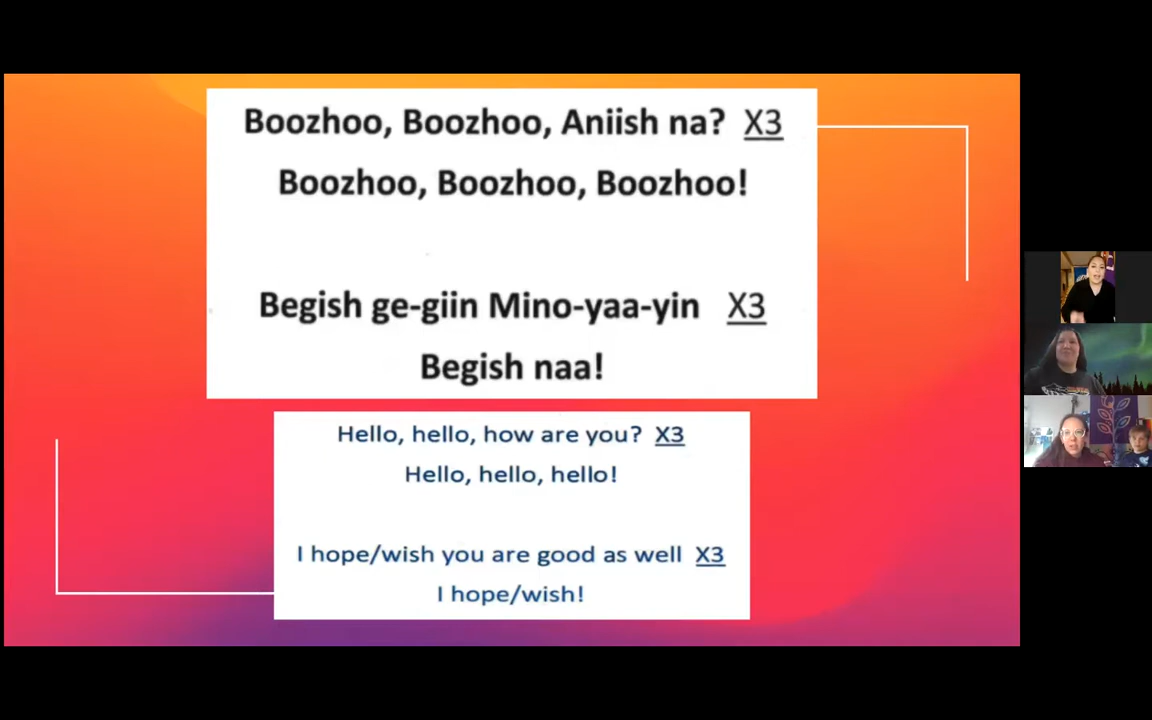 Boozhoo, Boozhoo, Aniish na? X3
Boozhoo, Boozhoo, Boozhoo!
Begish ge-giin Mino-yaa-yin X3
Begish naa!
Hello, hello, how are you? X3
Hello, hello, hello!
I hope/wish you are good as well X3
I hope/wish!